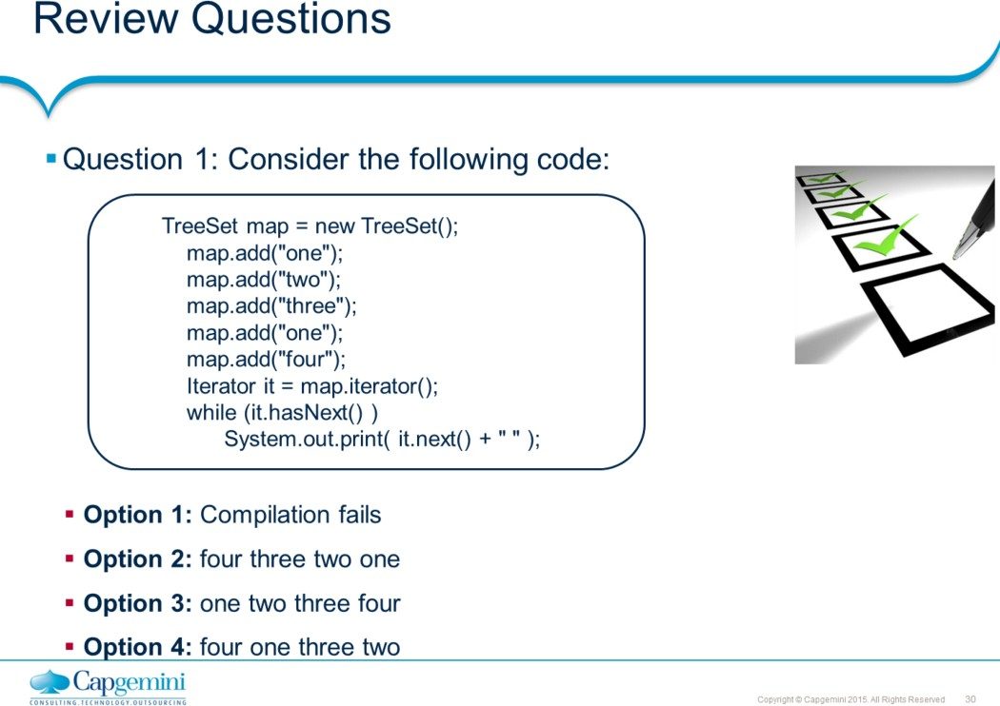 Review Questions
▪ Question 1: Consider the following code:
TreeSet map = new TreeSet();
map.add("one");
map.add("two");
map.add("three");
map.add("one");
map.add("four");
Iterator it = map.iterator();
while (it.hasNext() )
System.out.print( it.next() + " " );
▪ Option 1: Compilation fails
▪ Option 2: four three two one
▪ Option 3: one two three four
▪ Option 4: four one three two
Capgemini
CONSULTING.TECHNOLOGY.OUTSOURCING
Copyright © Capgemini 2015. All Rights Reserved 30